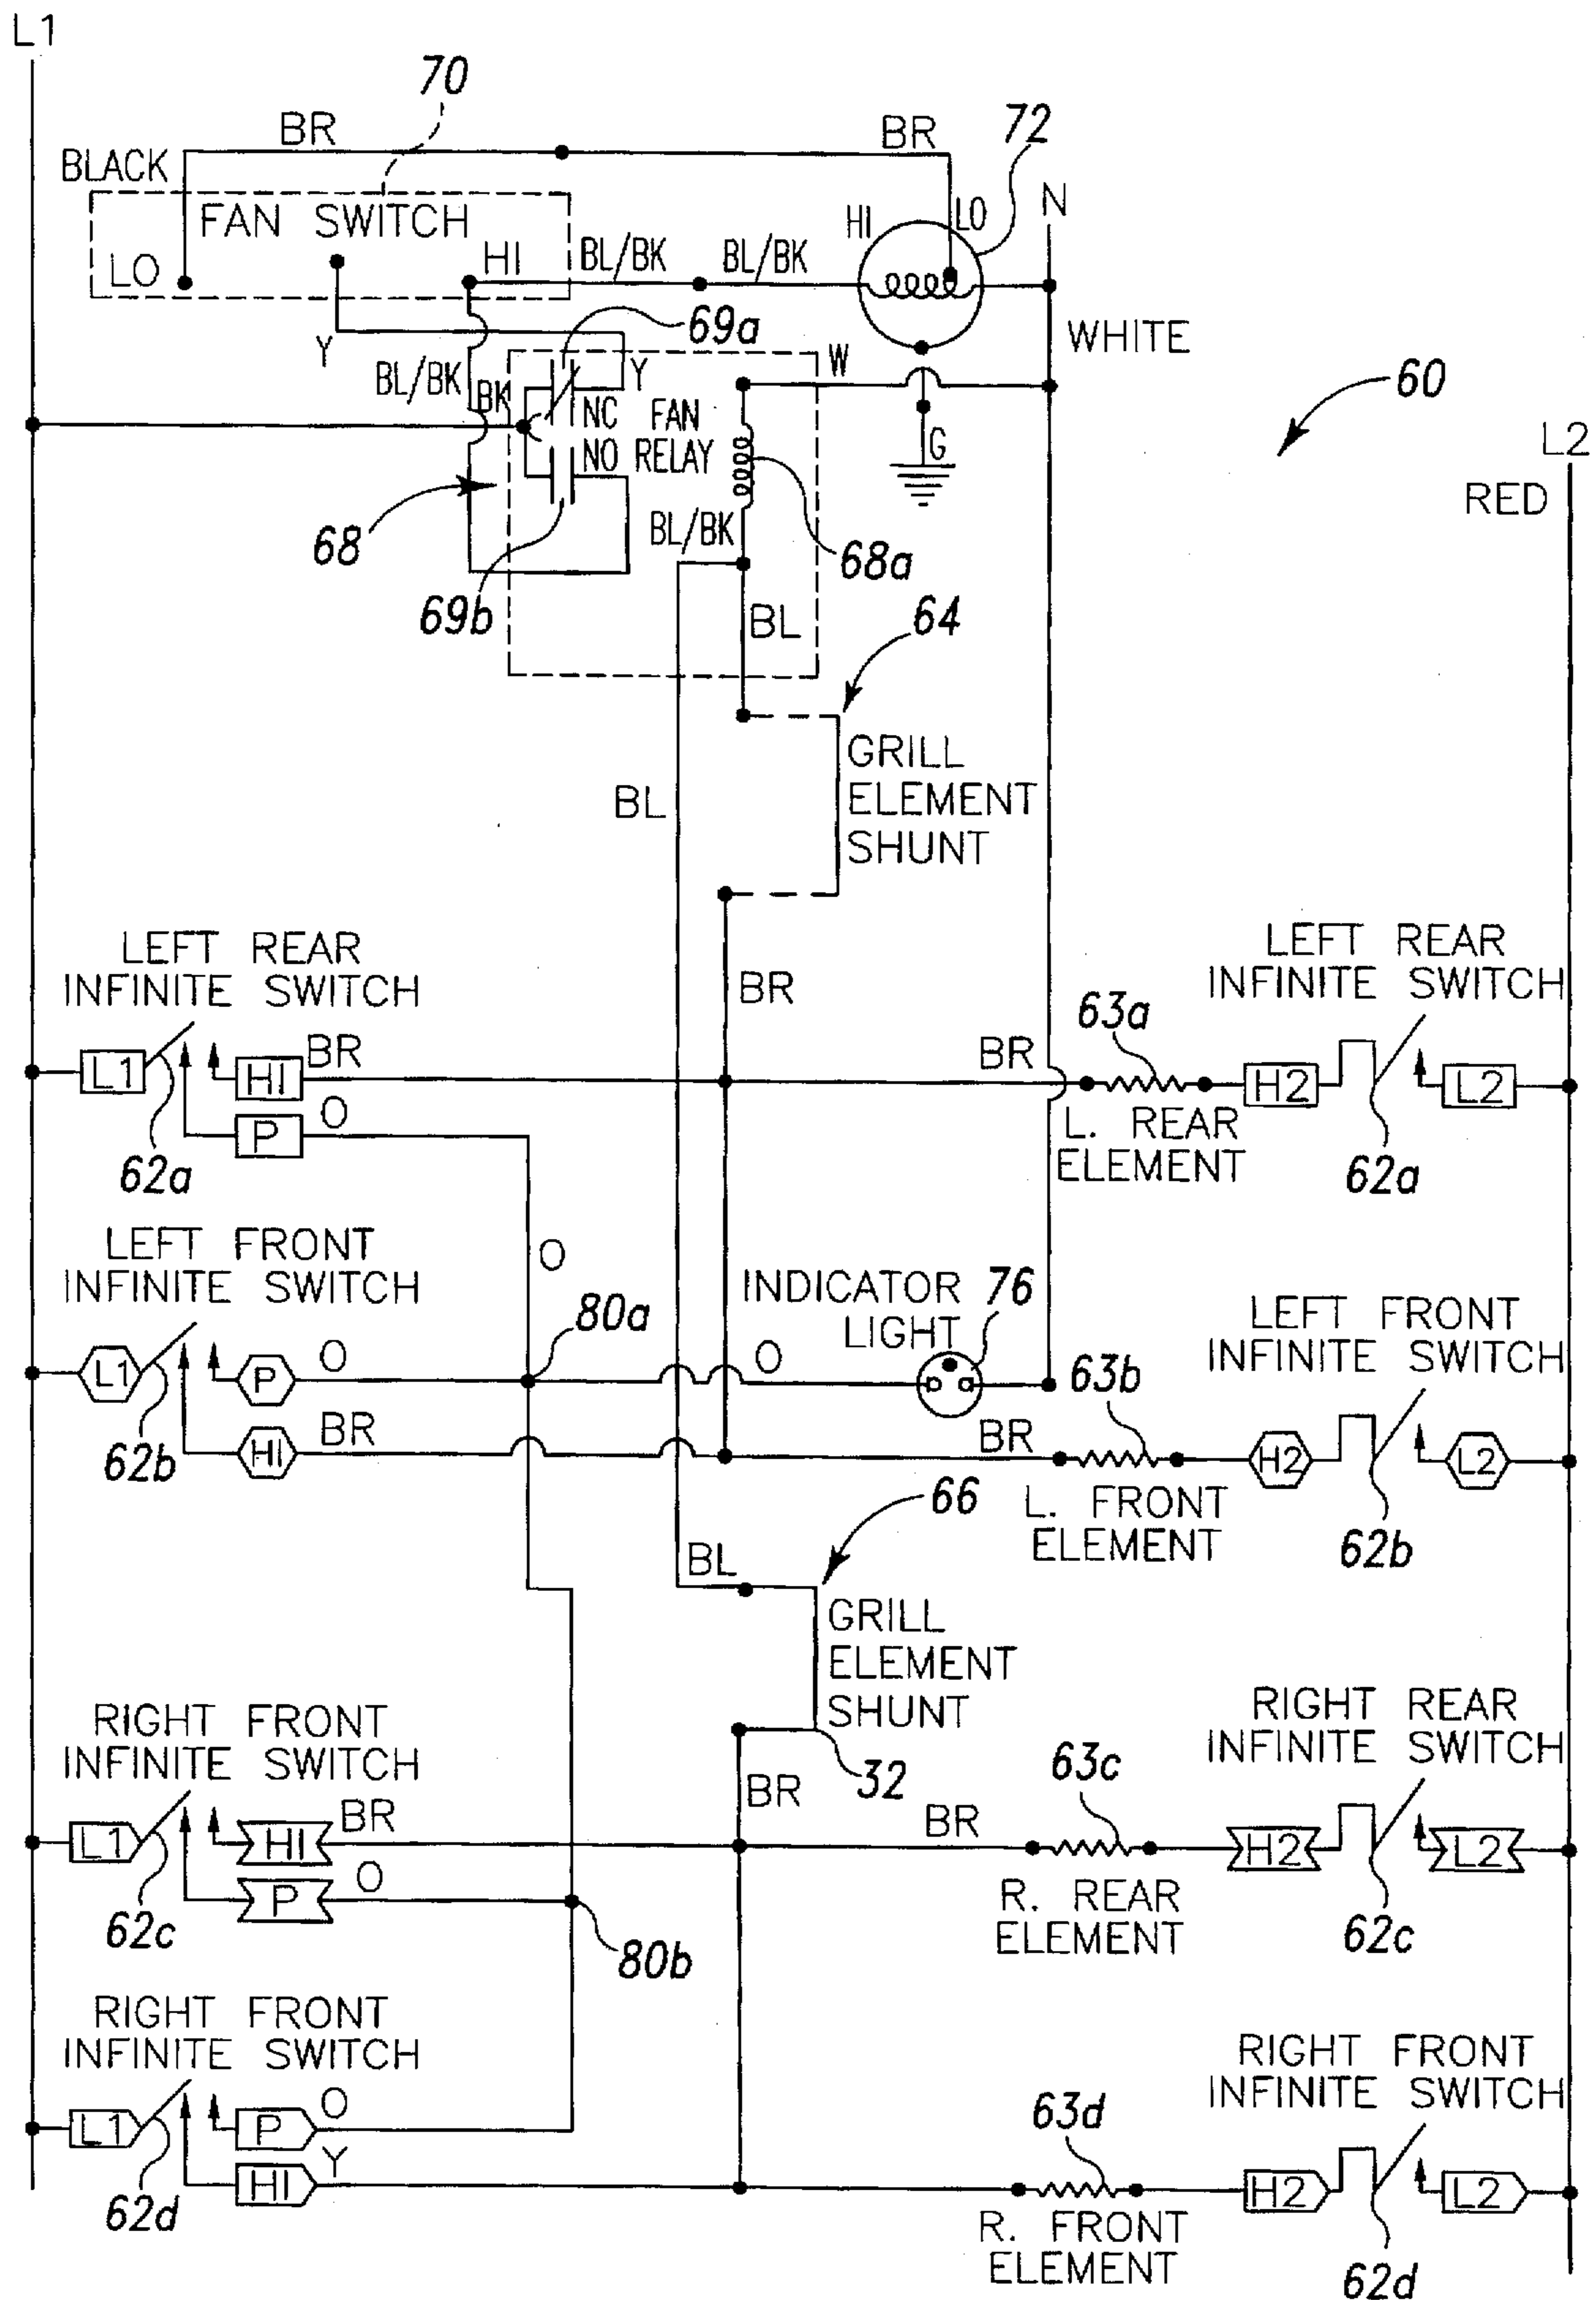 L1
70
BR
BR
72
BLACK
FAN SWITCH
HI
LO
N
LO
HI
BL/BK
BL/BK
69a
WHITE
Y
BL/BK
BK
Y
W
60
NC FAN
NO RELAY
G
L2
RED
68
BL/BK
68a
69b
BL
64
GRILL
ELEMENT
SHUNT
BL
LEFT REAR
INFINITE SWITCH
BR
LEFT REAR
INFINITE SWITCH
63a
L1
HI
BR
BR
H2
L2
P
O
L. REAR
ELEMENT
62a
62a
LEFT FRONT
INFINITE SWITCH
O
80a
INDICATOR
LIGHT
76
LEFT FRONT
INFINITE SWITCH
L1
P
O
O
63b
62b
HI
BR
BR
H2
L2
L. FRONT
ELEMENT
62b
66
BL
GRILL
ELEMENT
SHUNT
RIGHT FRONT
INFINITE SWITCH
RIGHT REAR
INFINITE SWITCH
32
BR
63c
L1
HI
BR
BR
H2
L2
P
O
R. REAR
ELEMENT
62c
62c
80b
RIGHT FRONT
INFINITE SWITCH
RIGHT FRONT
INFINITE SWITCH
L1
P
O
63d
HI
Y
H2
L2
62d
R. FRONT
ELEMENT
62d